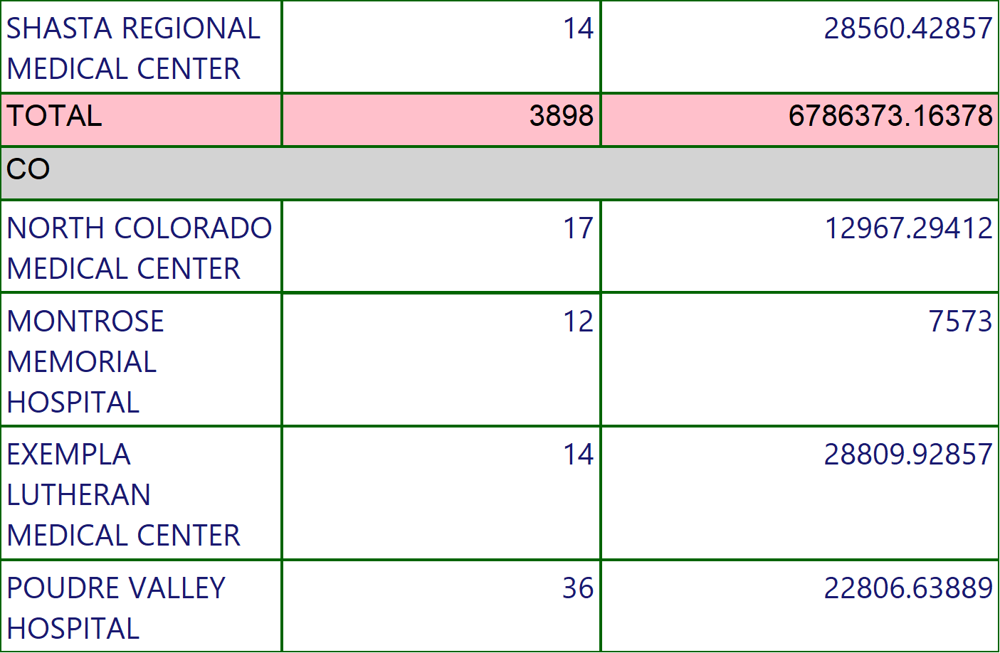 SHASTA REGIONAL 14 28560.42857
MEDICAL CENTER
TOTAL 3898 6786373.16378
CO
NORTH COLORADO 17 12967.29412
MEDICAL CENTER
MONTROSE 12 7573
MEMORIAL
HOSPITAL
EXEMPLA 14 28809.92857
LUTHERAN
MEDICAL CENTER
POUDRE VALLEY 36 22806.63889
HOSPITAL